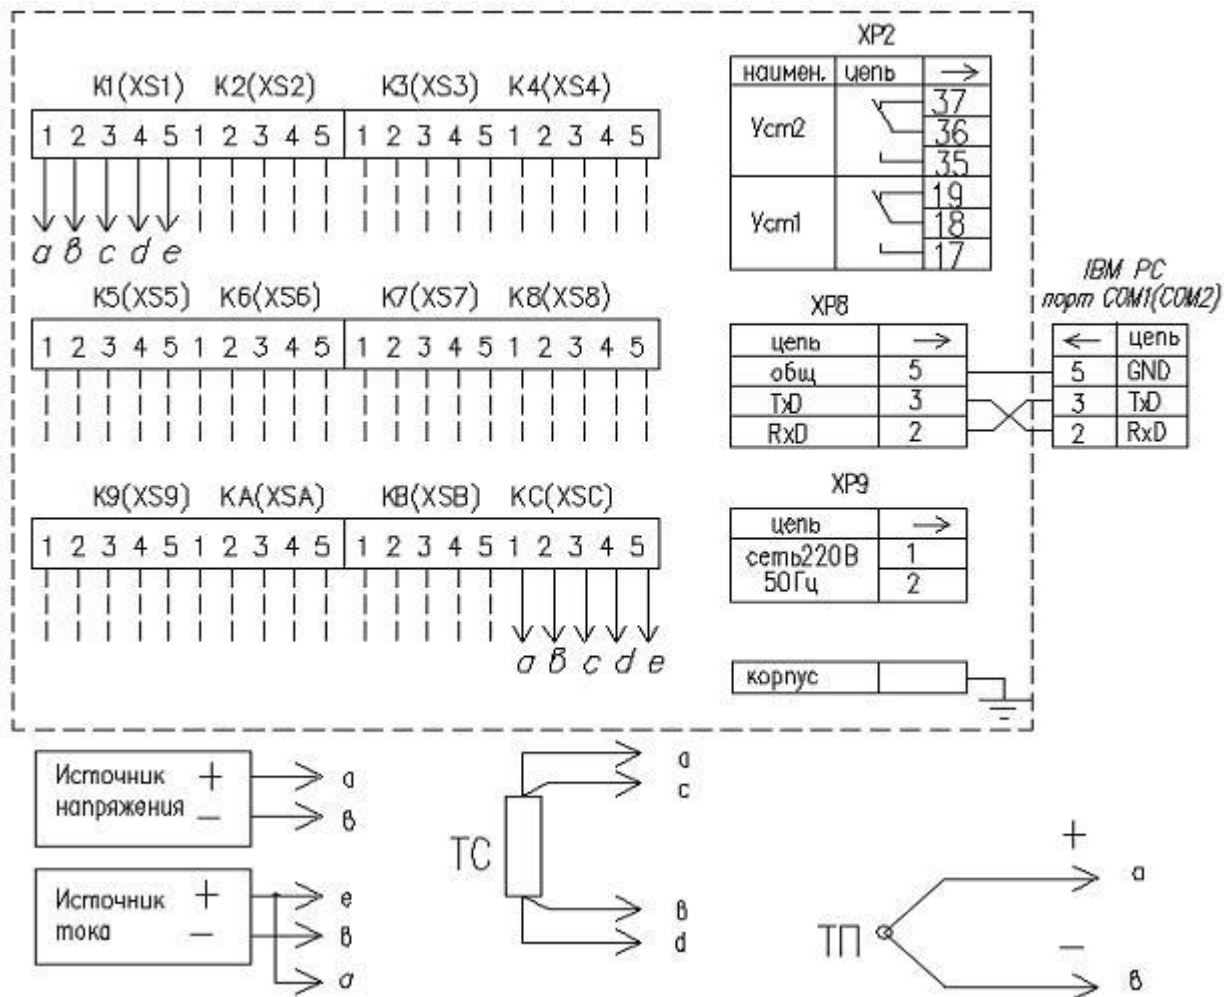 K1(XS1) K2(XS2) K3(XS3) K4(XS4)
1 2 3 4 5 1 2 3 4 5 1 2 3 4 5 1 2 3 4 5
a в c d e
K5(XS5) K6(XS6) K7(XS7) K8(XS8)
1 2 3 4 5 1 2 3 4 5 1 2 3 4 5 1 2 3 4 5
K9(XS9) KA(XSA) KB(XSB) KC(XSC)
1 2 3 4 5 1 2 3 4 5 1 2 3 4 5 1 2 3 4 5
a в c d e
XP2
наимен. цепь →
Уст2
37
36
35
Уст1
19
18
17
XP8
цепь →
общ 5
TxD 3
RxD 2
IBM PC
порт COM1(COM2)
← цепь
5 GND
3 TxD
2 RxD
XP9
цепь →
сеть220В 1
50Гц 2
корпус
Источник + a
напряжения − в
Источник + e
тока − в
a
ТС
a
c
в
d
ТП
+ a
− в